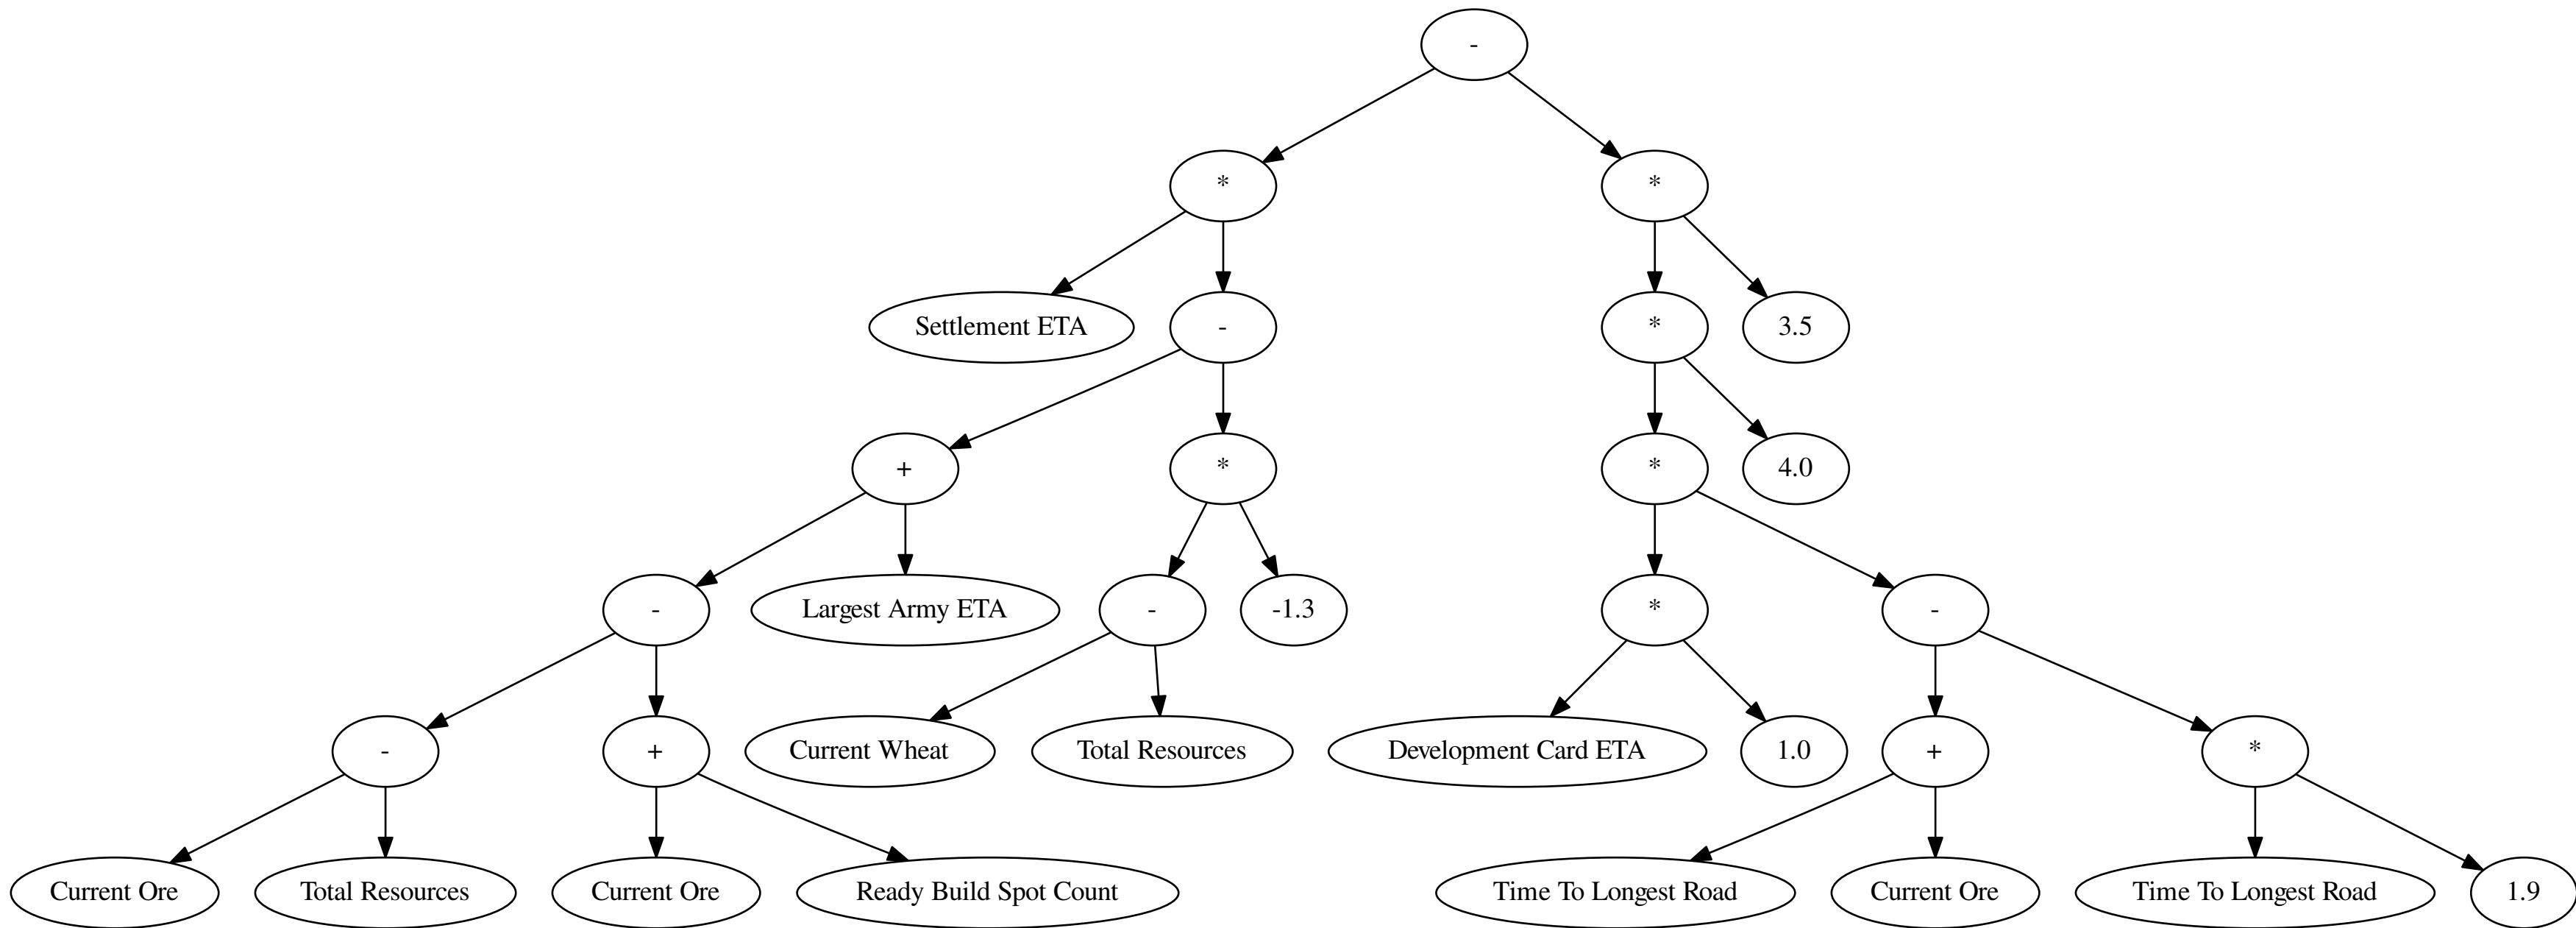 -
*
*
Settlement ETA
-
*
3.5
+
*
*
4.0
-
Largest Army ETA
-
-1.3
*
-
-
+
Current Wheat
Total Resources
Development Card ETA
1.0
+
*
Current Ore
Total Resources
Current Ore
Ready Build Spot Count
Time To Longest Road
Current Ore
Time To Longest Road
1.9